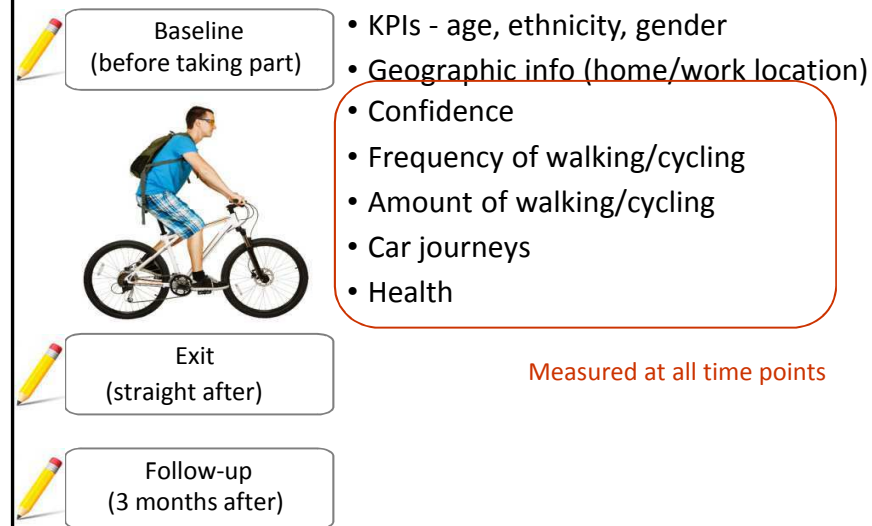 Baseline
(before taking part)
• KPIs - age, ethnicity, gender
• Geographic info (home/work location)
• Confidence
• Frequency of walking/cycling
• Amount of walking/cycling
• Car journeys
• Health
Exit
(straight after)
Measured at all time points
Follow-up
(3 months after)